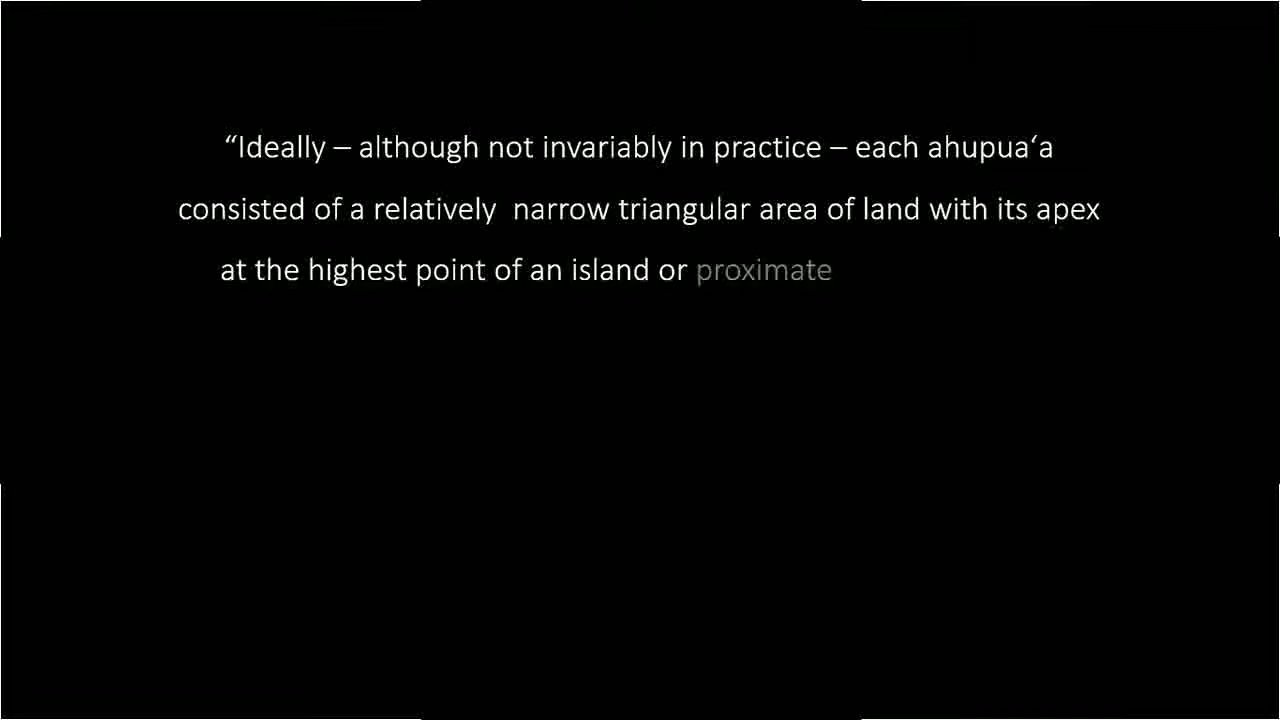 “Ideally – although not invariably in practice – each ahupua‘a
consisted of a relatively  narrow triangular area of land with its apex
at the highest point of an island or proximate